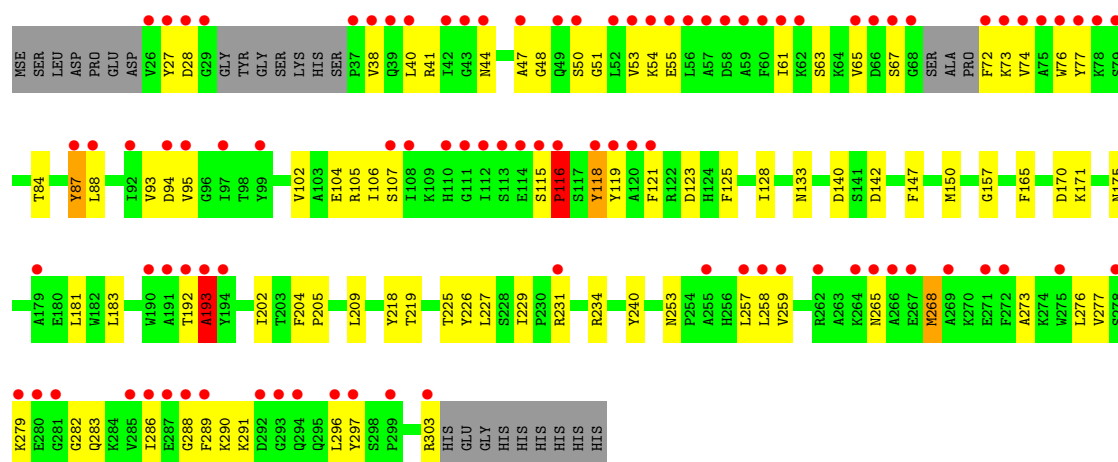 MSE SER LEU ASP PRO GLU ASP V26 Y27 D28 G29 GLY TYR GLY SER LYS HIS SER P37 V38 Q39 L40 R41 I42 G43 N44 A47 G48 Q49 S50 G51 L52 V53 K54 E55 L56 A57 D58 A59 F60 I61 K62 S63 K64 V65 D66 S67 G68 SER ALA PRO F72 K73 V74 A75 W76 Y77 K78 S79
T84 Y87 L88 I92 V93 D94 V95 G96 I97 T98 Y99 V102 A103 E104 R105 I106 S107 I108 K109 H110 G111 I112 S113 E114 S115 P116 S117 Y118 Y119 A120 F121 R122 D123 H124 F125 I128 N133 D140 S141 D142 F147 M150 G157 F165 D170 K171 N175
A179 E180 L181 W182 L183 W190 A191 T192 A193 Y194 I202 T203 F204 P205 L209 Y218 T219 T225 Y226 L227 S228 I229 P230 R231 R234 Y240 N253 P254 A255 H256 L257 L258 V259 R262 A263 K264 N265 A266 E267 M268 A269 K270 E271 F272 A273 K274 W275 L276 V277 S278
K279 E280 G281 G282 Q283 K284 V285 I286 E287 G288 F289 K290 K291 D292 G293 Q294 Q295 L296 Y297 S298 P299 R303 HIS GLU GLY HIS HIS HIS HIS HIS HIS